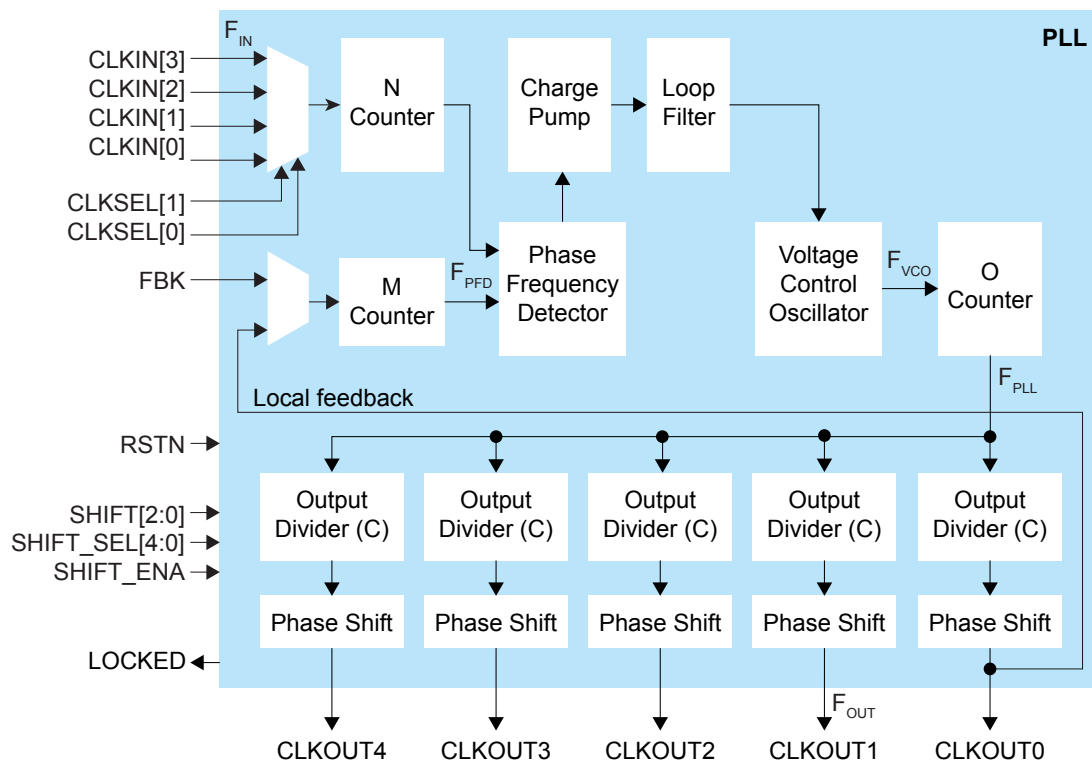 PLL
F_IN
CLKIN[3]
CLKIN[2]
CLKIN[1]
CLKIN[0]
CLKSEL[1]
CLKSEL[0]
N
Counter
Charge
Pump
Loop
Filter
FBK
M
Counter
F_PFD
Phase
Frequency
Detector
Voltage
Control
Oscillator
F_VCO
O
Counter
F_PLL
Local feedback
RSTN
SHIFT[2:0]
SHIFT_SEL[4:0]
SHIFT_ENA
LOCKED
Output
Divider (C)
Output
Divider (C)
Output
Divider (C)
Output
Divider (C)
Output
Divider (C)
Phase Shift
Phase Shift
Phase Shift
Phase Shift
Phase Shift
F_OUT
CLKOUT4
CLKOUT3
CLKOUT2
CLKOUT1
CLKOUT0